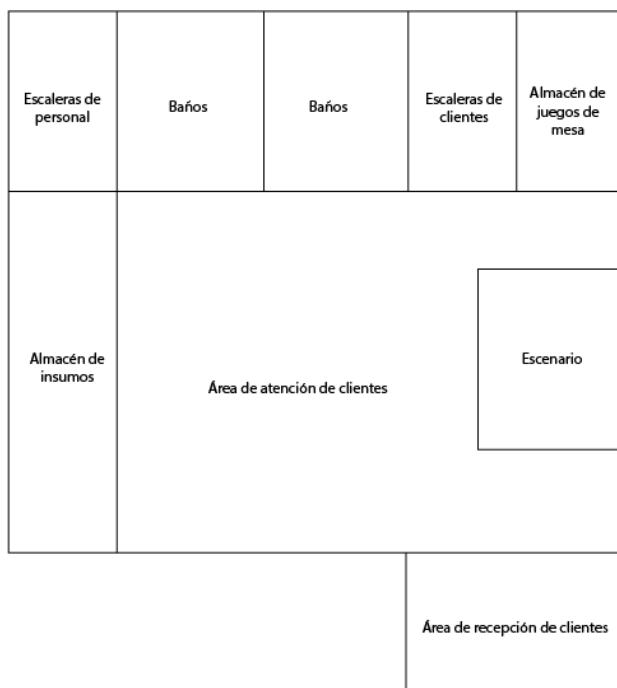 Escaleras de
personal
Baños
Baños
Escaleras de
clientes
Almacén de
juegos de
mesa
Almacén de
insumos
Área de atención de clientes
Escenario
Área de recepción de clientes